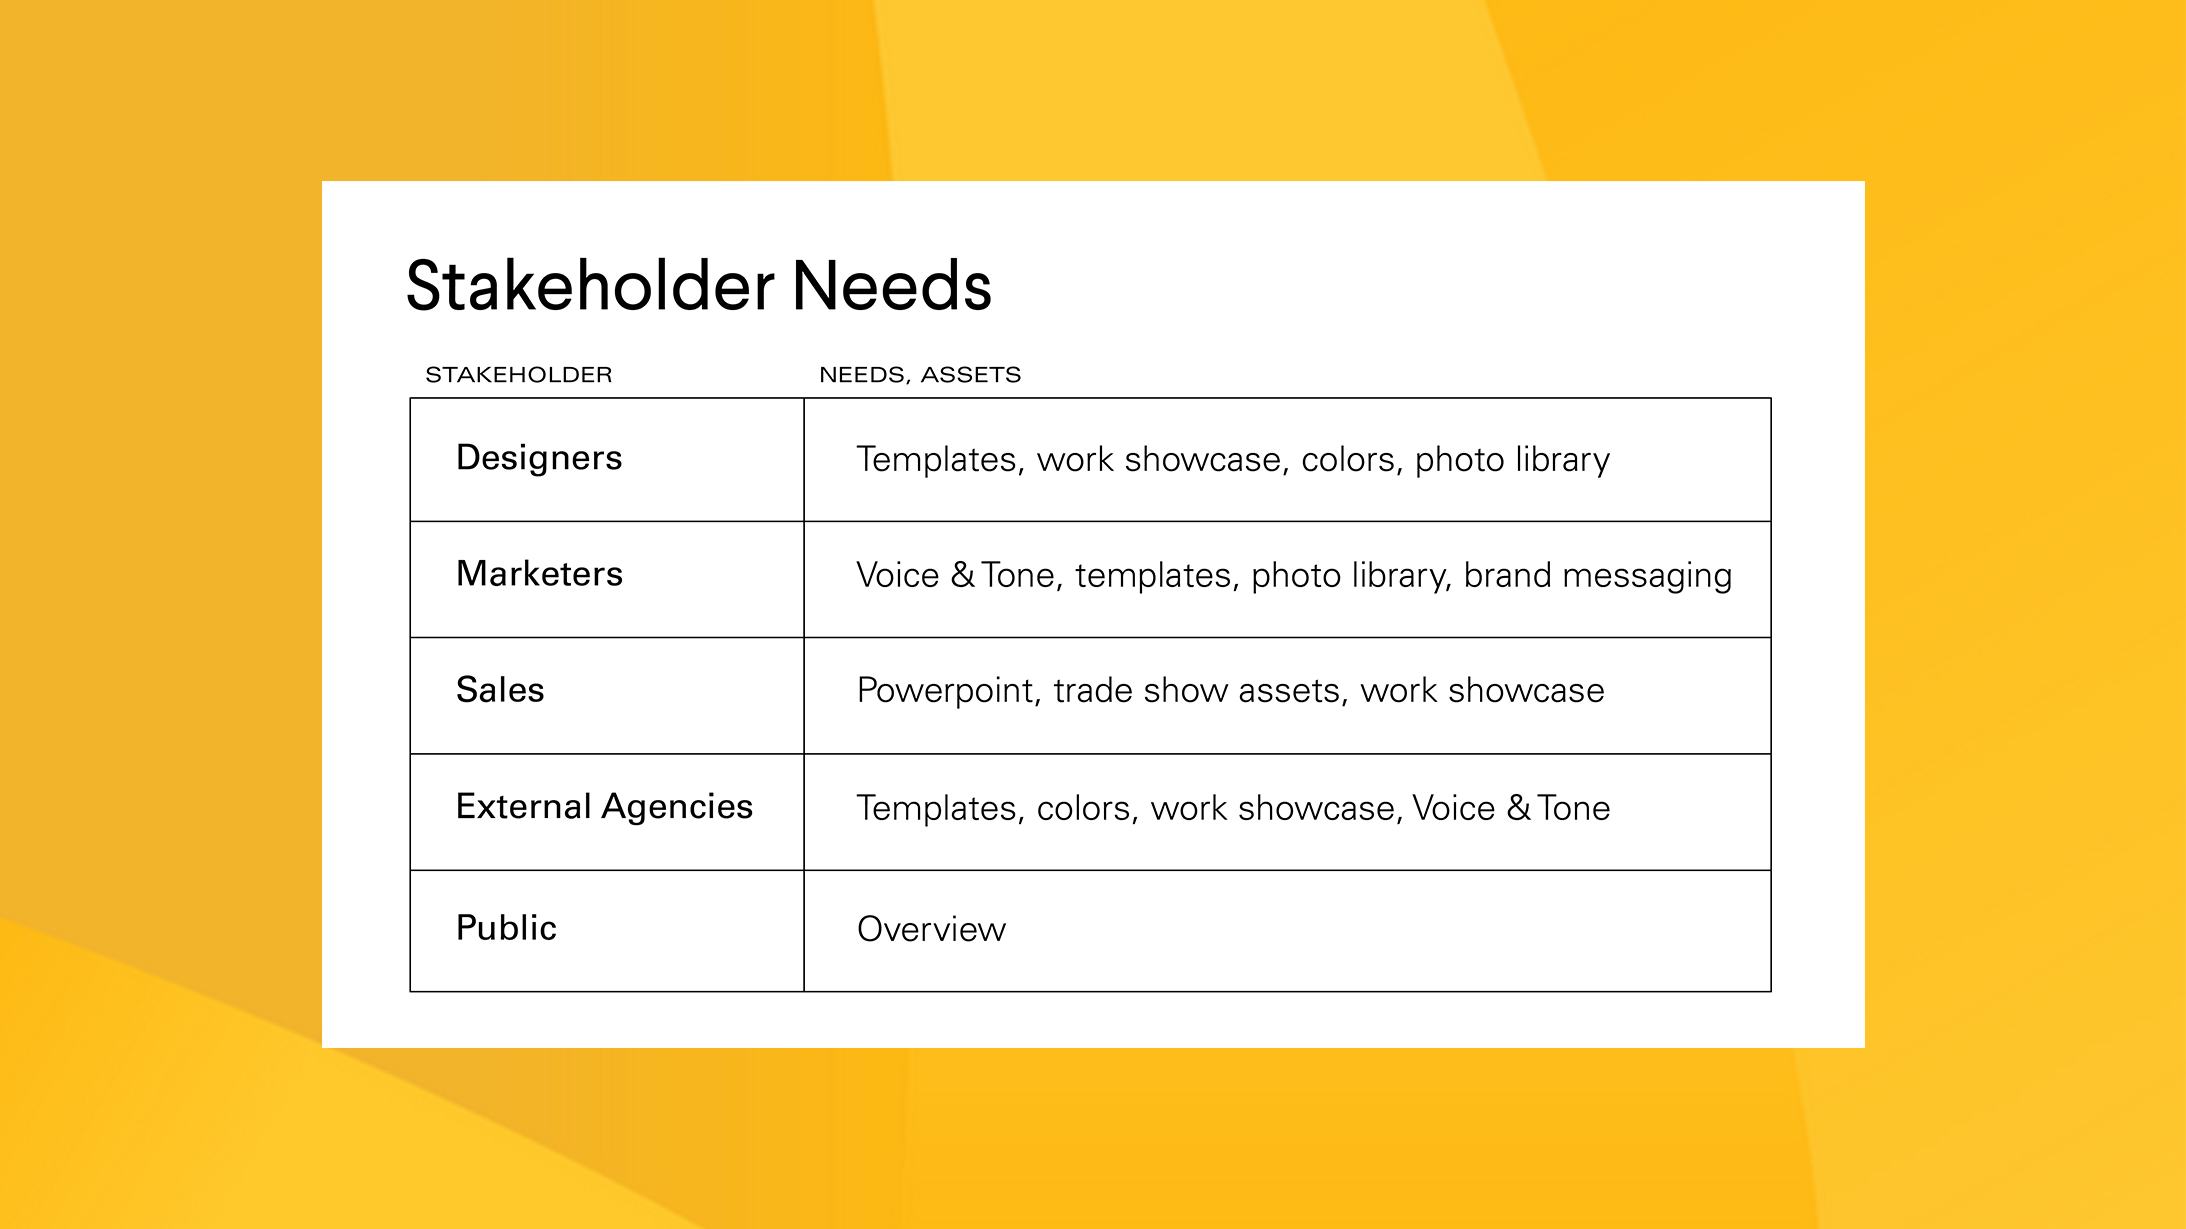 Stakeholder Needs
STAKEHOLDER NEEDS, ASSETS
Designers Templates, work showcase, colors, photo library
Marketers Voice & Tone, templates, photo library, brand messaging
Sales Powerpoint, trade show assets, work showcase
External Agencies Templates, colors, work showcase, Voice & Tone
Public Overview